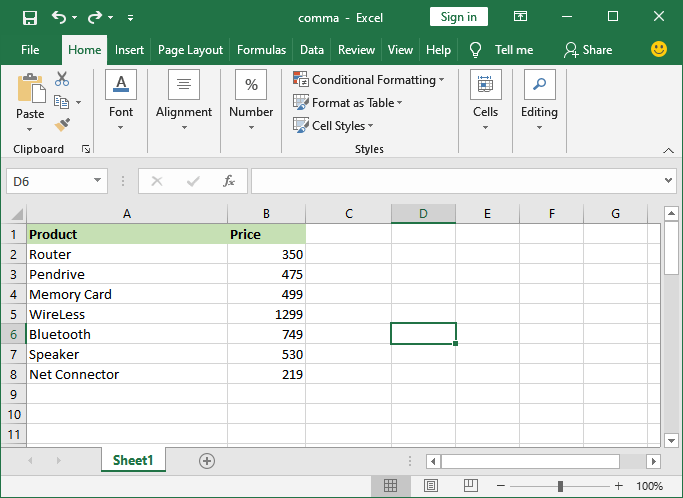 comma - Excel Sign in
File Home Insert Page Layout Formulas Data Review View Help Tell me Share
Paste
Clipboard
A
Font
Alignment
%
Number
Conditional Formatting
Format as Table
Cell Styles
Styles
Cells
Editing
D6 fx
A B C D E F G
1 Product Price
2 Router 350
3 Pendrive 475
4 Memory Card 499
5 WireLess 1299
6 Bluetooth 749
7 Speaker 530
8 Net Connector 219
9
10
11
Sheet1
100%